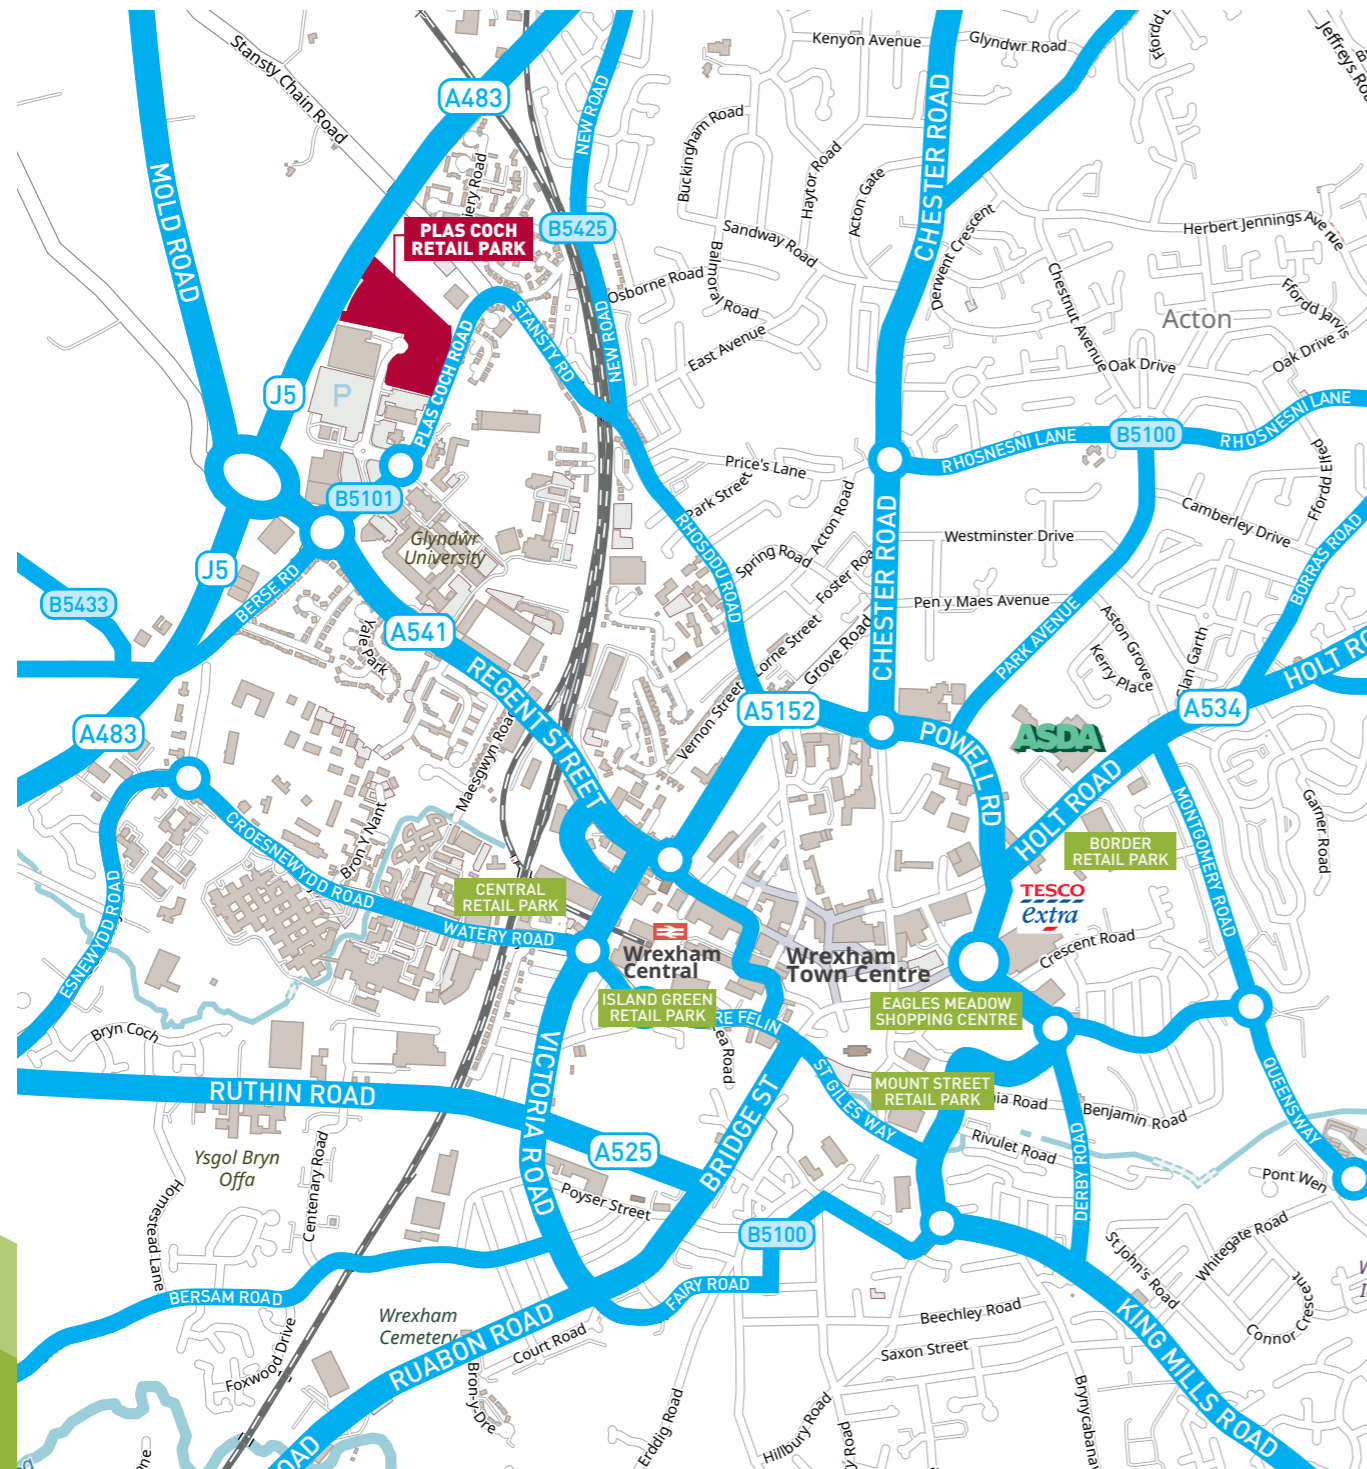 Kenyon Avenue
Glyndwr Road
Stansty Chain Road
A483
NEW ROAD
CHESTER ROAD
Buckingham Road
Haytor Road
Acton Gate
MOLD ROAD
PLAS COCH
RETAIL PARK
B5425
Sandway Road
Derwent Crescent
Herbert Jennings Avenue
Osborne Road
Balmoral Road
Chestnut Avenue
Ffordd Jarvis
Acton
STANSTY RD
NEW ROAD
East Avenue
Oak Drive
Oak Drive
PLAS COCH ROAD
J5
P
RHOSNESNI LANE
B5100
RHOSNESNI LANE
Price's Lane
Park Street
Acton Road
Ffordd Elfed
B5101
Camberley Drive
Glyndwr
University
RHOSDDU ROAD
Spring Road
CHESTER ROAD
Westminster Drive
BORRAS ROAD
J5
BERSE RD
B5433
Pen y Maes Avenue
PARK AVENUE
Aston Grove
Kerry Place
A541
Yale
Park
REGENT STREET
Lorne Street
Grove Road
Vernon Street
A5152
POWELL RD
ASDA
A534
A483
Maesgwyn Road
HOLT ROAD
MONTGOMERY ROAD
Garner Road
CROESNEWYDD ROAD
Bron Y Nant
BORDER
RETAIL PARK
CENTRAL
RETAIL PARK
TESCO
extra
WATERY ROAD
Wrexham
Central
Wrexham
Town Centre
Crescent Road
ISLAND GREEN
RETAIL PARK
EAGLES MEADOW
SHOPPING CENTRE
Bryn Coch
VICTORIA ROAD
RUTHIN ROAD
BRIDGE ST
ST GILES WAY
MOUNT STREET
RETAIL PARK
Benjamin Road
QUEENSWAY
Rivulet Road
A525
Ysgol Bryn
Offa
Centenary Road
Homestead Lane
Poyser Street
DERBY ROAD
Pont Wen
B5100
Whitegate Road
St John's Road
BERSAM ROAD
FAIRY ROAD
Wrexham
Cemetery
Beechley Road
Connor Crescent
RUABON ROAD
Court Road
Saxon Street
KING MILLS ROAD
Foxwood Drive
Bron-y-Dre
Erddig Road
Hillbury Road